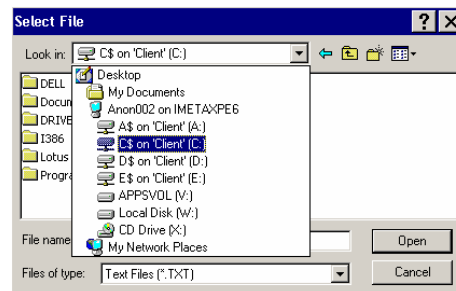 Select File
Look in: C$ on 'Client' (C:)
DELL
Desktop
My Documents
Anon002 on IMETAXPE6
DRIVE
A$ on 'Client' (A:)
I386
C$ on 'Client' (C:)
Lotus
D$ on 'Client' (D:)
E$ on 'Client' (E:)
APPSVOL (V:)
Local Disk (W:)
CD Drive (X:)
My Network Places
File name
Open
Files of type: Text Files (*.TXT)
Cancel